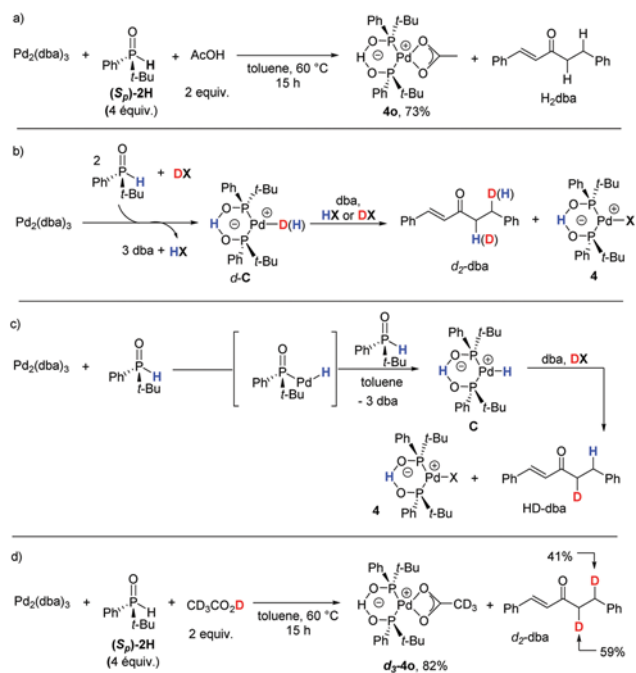 a)
O
Pd2(dba)3 + Ph P H t-Bu + AcOH
(Sp)-2H
(4 équiv.)
2 equiv.
toluene, 60 °C
15 h
Ph t-Bu
O P ⊕ O
H ⊖ Pd
O P O
Ph t-Bu
4o, 73%
+
O
Ph Ph
H H
H2dba
b)
2 Ph P O H t-Bu + DX
Pd2(dba)3
3 dba + HX
Ph t-Bu
O P ⊕
H ⊖ Pd D(H)
O P
Ph t-Bu
d-C
dba,
HX or DX
O D(H)
Ph Ph
H(D)
d2-dba
+
Ph t-Bu
O P ⊕
H ⊖ Pd X
O P
Ph t-Bu
4
c)
Pd2(dba)3 + Ph P O H t-Bu
O H
Ph P Pd
t-Bu
O
Ph P H
t-Bu
toluene
- 3 dba
Ph t-Bu
O P ⊕
H ⊖ Pd-H
O P
Ph t-Bu
C
dba, DX
Ph t-Bu
O P ⊕
H ⊖ Pd-X
O P
Ph t-Bu
4
+
O H
Ph Ph
D
HD-dba
d)
Pd2(dba)3 + Ph P O H t-Bu + CD3CO2D
(Sp)-2H
(4 équiv.)
2 equiv.
toluene, 60 °C
15 h
Ph t-Bu
O P ⊕ O
H ⊖ Pd CD3
O P O
Ph t-Bu
d3-4o, 82%
+
41%
O D
Ph Ph
D
d2-dba
59%